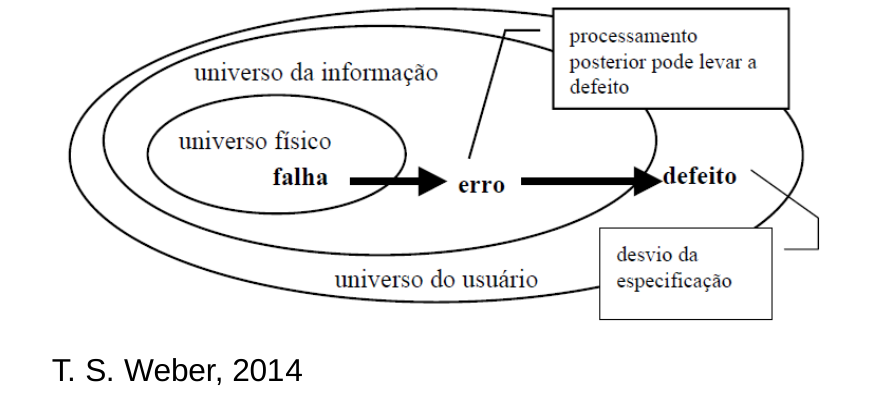 processamento
posterior pode levar a
defeito
universo da informação
universo físico
falha
erro
defeito
desvio da
especificação
universo do usuário
T. S. Weber, 2014